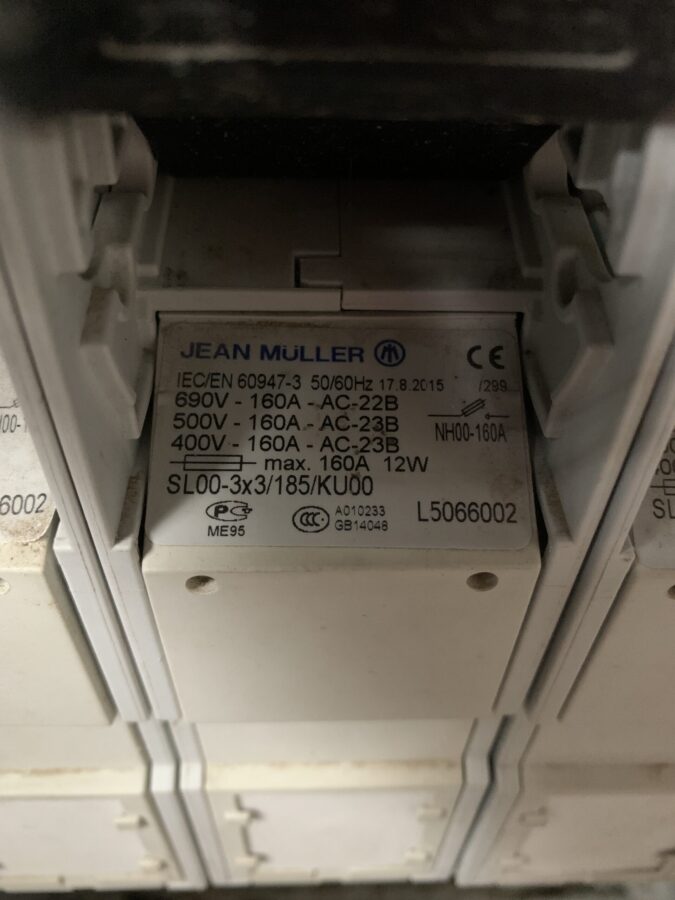 JEAN MÜLLER
CE
IEC/EN 60947-3 50/60Hz 17.8.2015 /299
690V - 160A - AC-22B
500V - 160A - AC-23B
400V - 160A - AC-23B
NH00-160A
max. 160A 12W
SL00-3x3/185/KU00
ME95
CCC
A010233
GB14048
L5066002
6002
SL